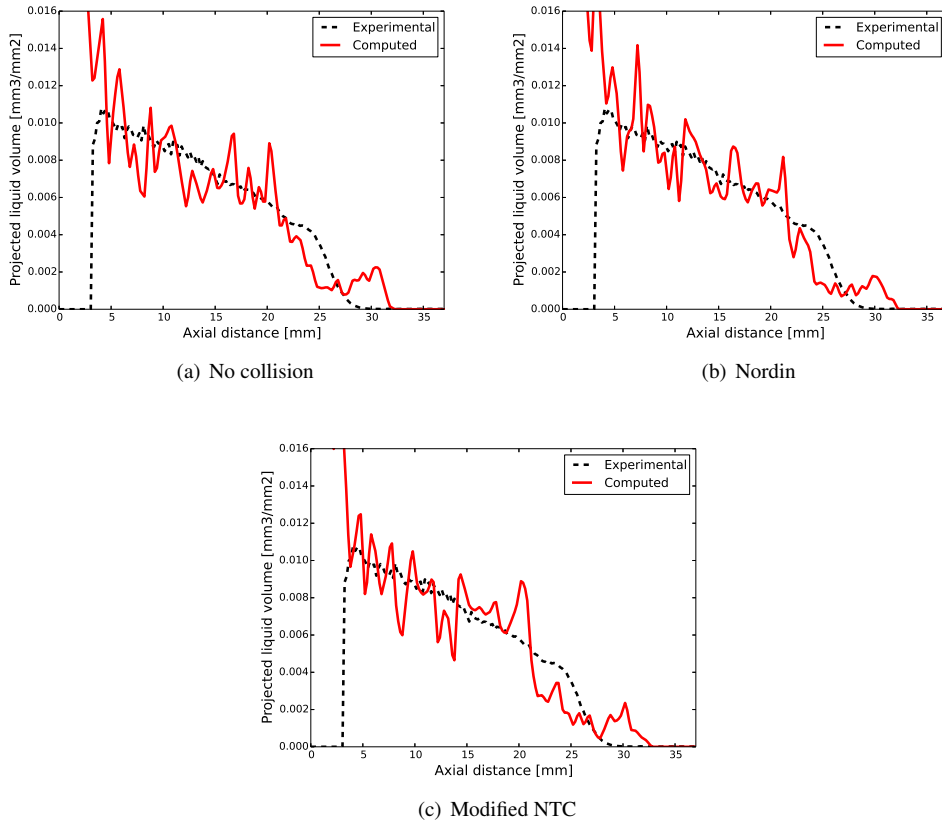 0.016
0.014
0.012
0.010
0.008
0.006
0.004
0.002
0.000
Projected liquid volume [mm3/mm2]
Experimental
Computed
0 5 10 15 20 25 30 35
Axial distance [mm]
(a) No collision
0.016
0.014
0.012
0.010
0.008
0.006
0.004
0.002
0.000
Projected liquid volume [mm3/mm2]
Experimental
Computed
0 5 10 15 20 25 30 35
Axial distance [mm]
(b) Nordin
0.016
0.014
0.012
0.010
0.008
0.006
0.004
0.002
0.000
Projected liquid volume [mm3/mm2]
Experimental
Computed
0 5 10 15 20 25 30 35
Axial distance [mm]
(c) Modified NTC